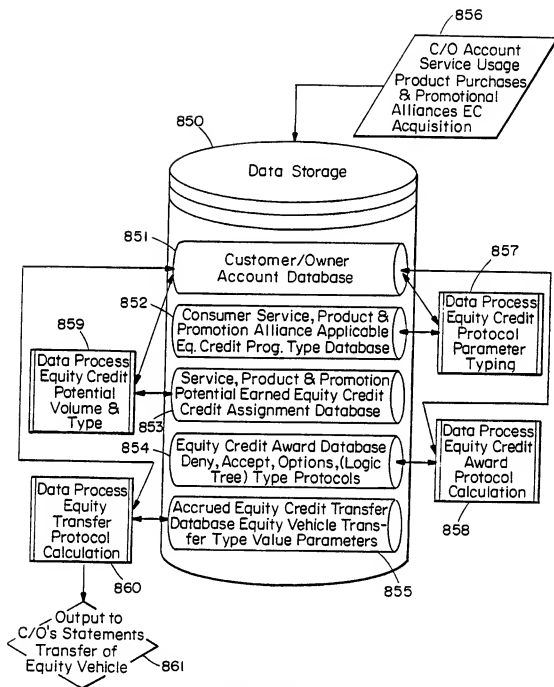 856
C/O Account
Service Usage
Product Purchases
& Promotional
Alliances EC
Acquisition
850
Data Storage
851
Customer/Owner
Account Database
857
852
Consumer Service, Product &
Promotion Alliance Applicable
Eq. Credit Prog. Type Database
Data Process
Equity Credit
Protocol
Parameter
Typing
859
Data Process
Equity Credit
Potential
Volume &
Type
Service, Product & Promotion
Potential Earned Equity Credit
Credit Assignment Database
853
854
Equity Credit Award Database
Deny, Accept, Options, (Logic
Tree) Type Protocols
Data Process
Equity Credit
Award
Protocol
Calculation
858
Data Process
Equity
Transfer
Protocol
Calculation
860
Accrued Equity Credit Transfer
Database Equity Vehicle Trans-
fer Type Value Parameters
855
Output to
C/O's Statements
Transfer of
Equity Vehicle
861